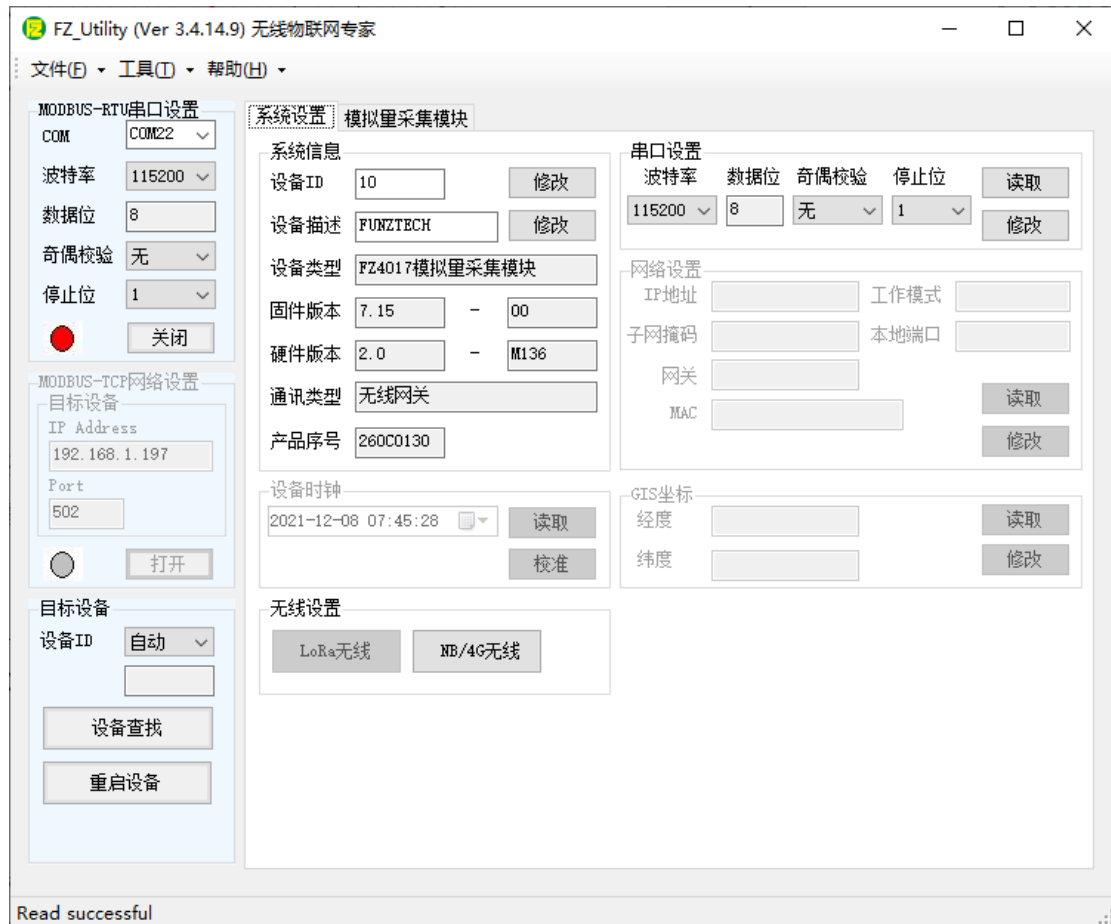 FZ_Utility (Ver 3.4.14.9) 无线物联网专家
文件(F) 工具(T) 帮助(H)
MODBUS-RTU串口设置
COM COM22
波特率 115200
数据位 8
奇偶校验 无
停止位 1
关闭
MODBUS-TCP网络设置
目标设备
IP Address
192.168.1.197
Port
502
打开
目标设备
设备ID 自动
设备查找
重启设备
系统设置 模拟量采集模块
系统信息
设备ID 10 修改
设备描述 FUNZTECH 修改
设备类型 FZ4017模拟量采集模块
固件版本 7.15 - 00
硬件版本 2.0 - M136
通讯类型 无线网关
产品序号 260C0130
设备时钟
2021-12-08 07:45:28 读取
校准
无线设置
LoRa无线 NB/4G无线
串口设置
波特率 数据位 奇偶校验 停止位 读取
115200 8 无 1 修改
网络设置
IP地址 工作模式
子网掩码 本地端口
网关 读取
MAC 修改
GIS坐标
经度 读取
纬度 修改
Read successful